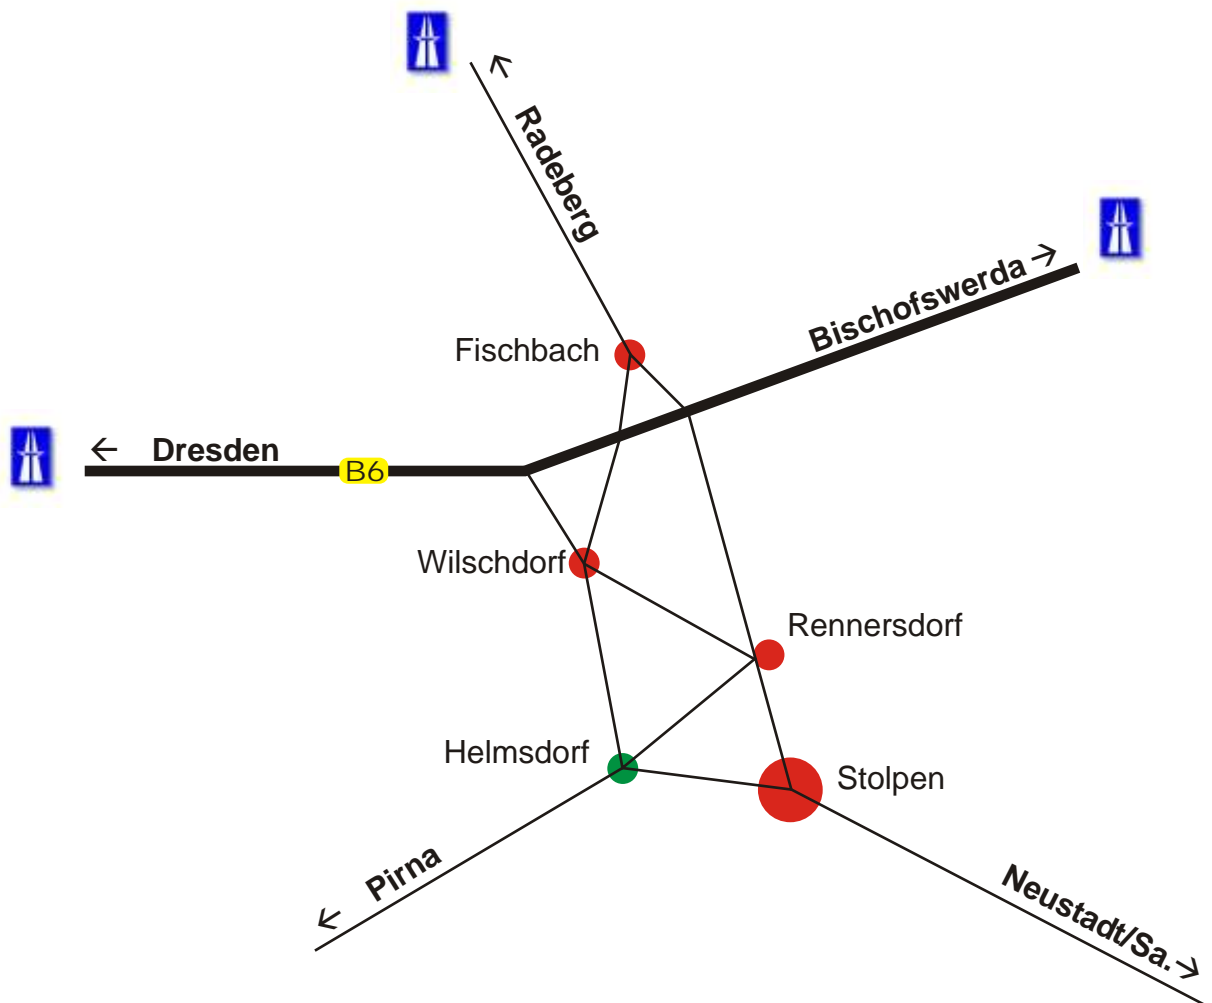 Radeberg
Bischofswerda
Fischbach
Dresden
B6
Wilschdorf
Rennersdorf
Helmsdorf
Stolpen
Pirna
Neustadt/Sa.